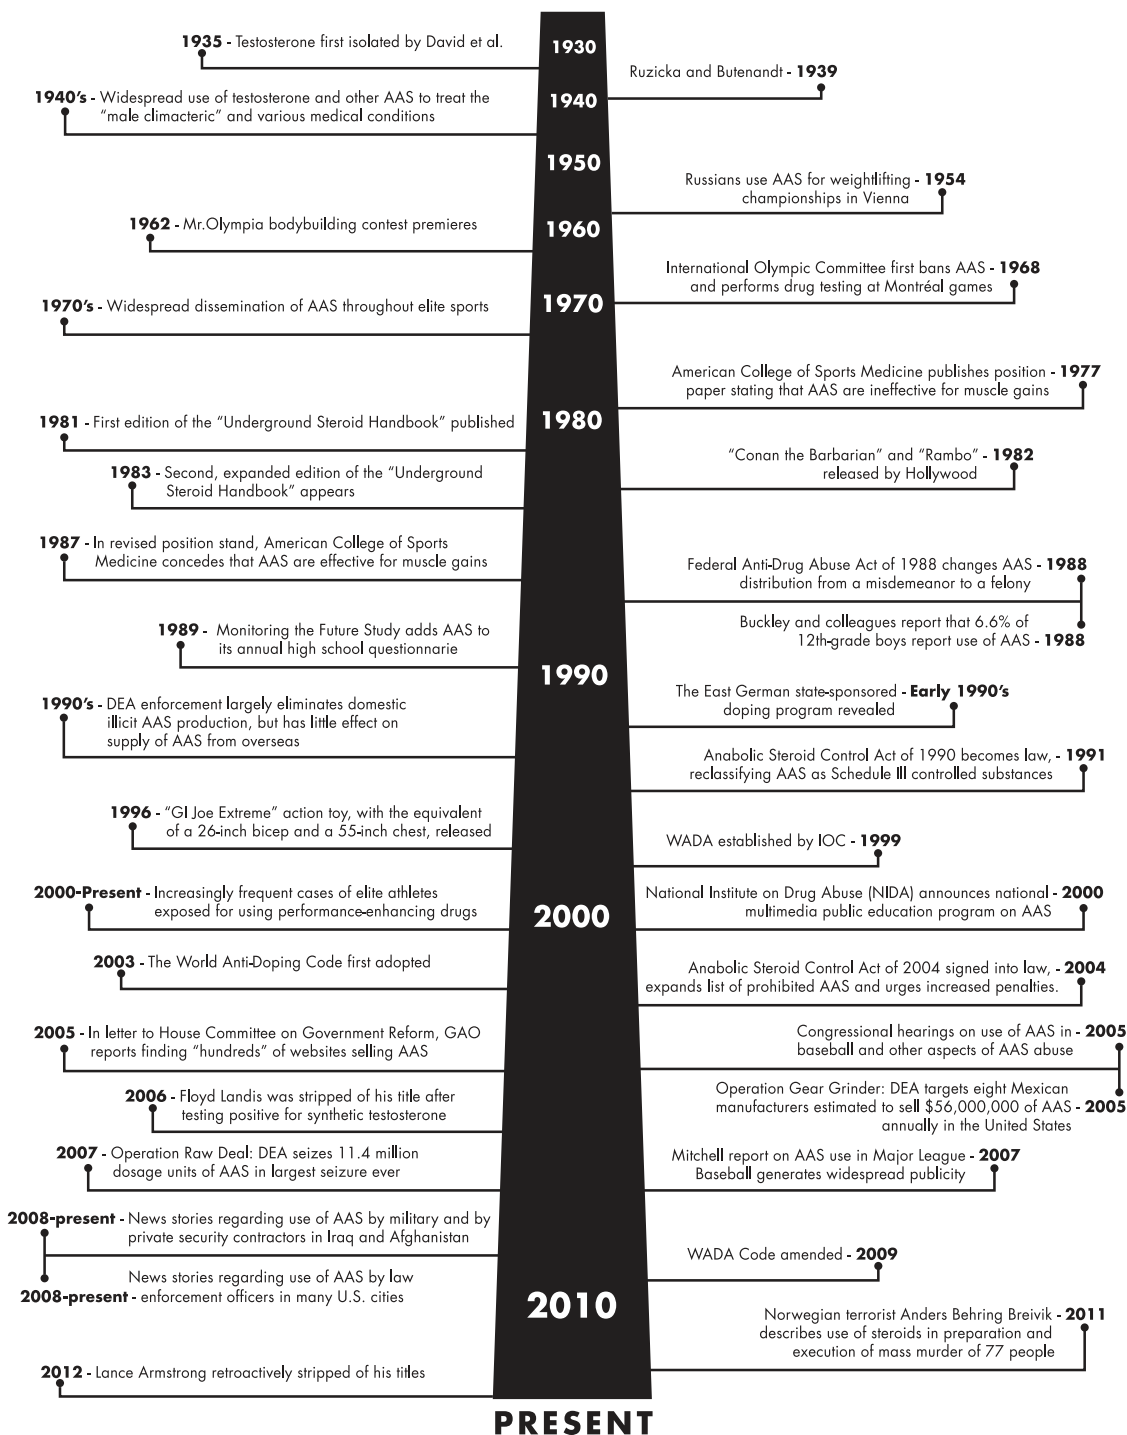 1930
1935 - Testosterone first isolated by David et al.
Ruzicka and Butenandt - 1939
1940's - Widespread use of testosterone and other AAS to treat the
"male climacteric" and various medical conditions
1940
1950
Russians use AAS for weightlifting - 1954
championships in Vienna
1962 - Mr.Olympia bodybuilding contest premieres
1960
International Olympic Committee first bans AAS - 1968
and performs drug testing at Montréal games
1970's - Widespread dissemination of AAS throughout elite sports
1970
American College of Sports Medicine publishes position - 1977
paper stating that AAS are ineffective for muscle gains
1981 - First edition of the "Underground Steroid Handbook" published
1980
"Conan the Barbarian" and "Rambo" - 1982
released by Hollywood
1983 - Second, expanded edition of the "Underground
Steroid Handbook" appears
1987 - In revised position stand, American College of Sports
Medicine concedes that AAS are effective for muscle gains
Federal Anti-Drug Abuse Act of 1988 changes AAS - 1988
distribution from a misdemeanor to a felony
Buckley and colleagues report that 6.6% of
12th-grade boys report use of AAS - 1988
1989 - Monitoring the Future Study adds AAS to
its annual high school questionnarie
1990
The East German state-sponsored - Early 1990's
doping program revealed
1990's - DEA enforcement largely eliminates domestic
illicit AAS production, but has little effect on
supply of AAS from overseas
Anabolic Steroid Control Act of 1990 becomes law, - 1991
reclassifying AAS as Schedule III controlled substances
1996 - "GI Joe Extreme" action toy, with the equivalent
of a 26-inch bicep and a 55-inch chest, released
WADA established by IOC - 1999
2000-Present - Increasingly frequent cases of elite athletes
exposed for using performance-enhancing drugs
2000
National Institute on Drug Abuse (NIDA) announces national - 2000
multimedia public education program on AAS
2003 - The World Anti-Doping Code first adopted
Anabolic Steroid Control Act of 2004 signed into law, - 2004
expands list of prohibited AAS and urges increased penalties.
2005 - In letter to House Committee on Government Reform, GAO
reports finding "hundreds" of websites selling AAS
Congressional hearings on use of AAS in - 2005
baseball and other aspects of AAS abuse
Operation Gear Grinder: DEA targets eight Mexican
manufacturers estimated to sell $56,000,000 of AAS - 2005
annually in the United States
2006 - Floyd Landis was stripped of his title after
testing positive for synthetic testosterone
2007 - Operation Raw Deal: DEA seizes 11.4 million
dosage units of AAS in largest seizure ever
Mitchell report on AAS use in Major League - 2007
Baseball generates widespread publicity
2008-present - News stories regarding use of AAS by military and by
private security contractors in Iraq and Afghanistan
News stories regarding use of AAS by law
2008-present - enforcement officers in many U.S. cities
WADA Code amended - 2009
2010
Norwegian terrorist Anders Behring Breivik - 2011
describes use of steroids in preparation and
execution of mass murder of 77 people
2012 - Lance Armstrong retroactively stripped of his titles
PRESENT